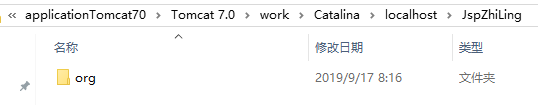 « applicationTomcat70 > Tomcat 7.0 > work > Catalina > localhost > JspZhiLing
名称 修改日期 类型
org 2019/9/17 8:16 文件夹